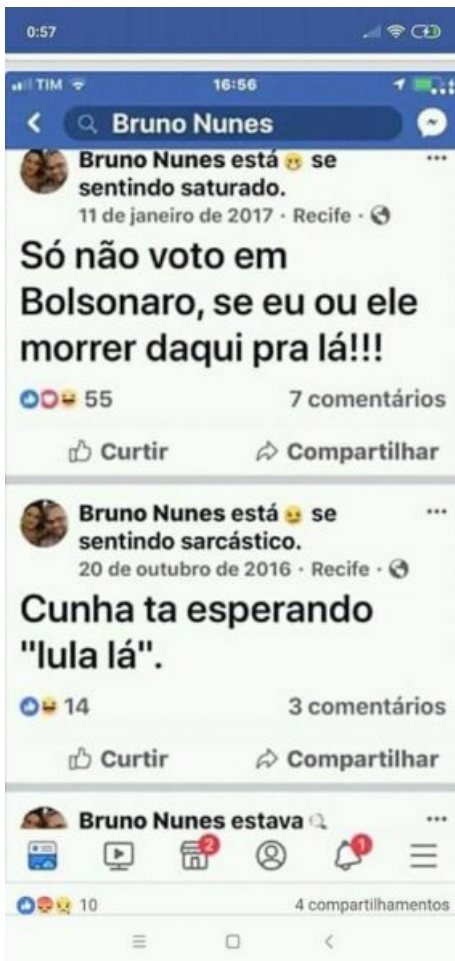 0:57
TIM 16:56
Bruno Nunes
Bruno Nunes está se
sentindo saturado.
11 de janeiro de 2017 · Recife ·
Só não voto em
Bolsonaro, se eu ou ele
morrer daqui pra lá!!!
55 7 comentários
Curtir Compartilhar
Bruno Nunes está se
sentindo sarcástico.
20 de outubro de 2016 · Recife ·
Cunha ta esperando
"lula lá".
14 3 comentários
Curtir Compartilhar
Bruno Nunes estava
2 1
10 4 compartilhamentos